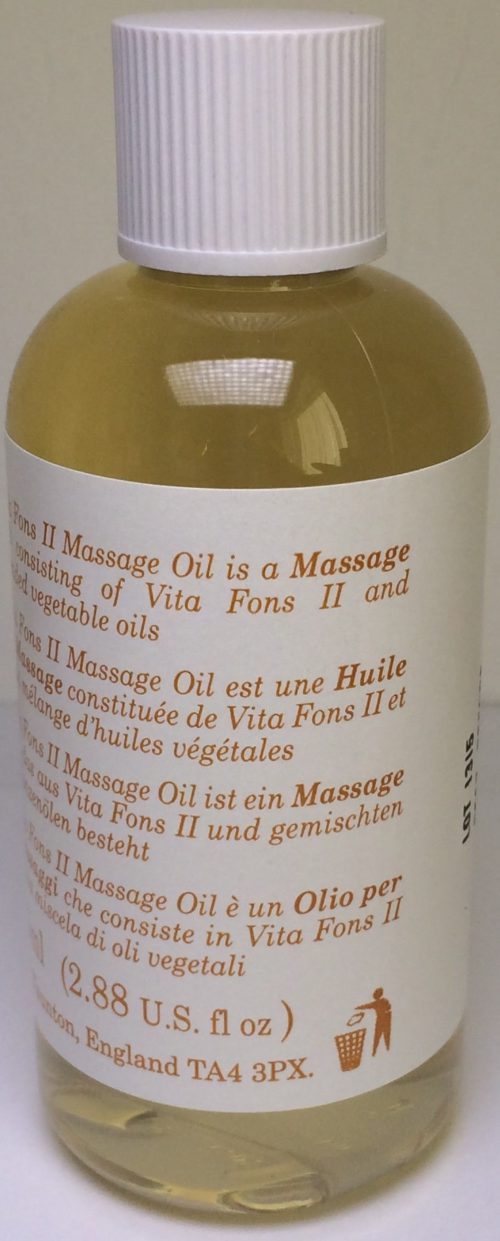 Fons II Massage Oil is a Massage
consisting of Vita Fons II and
vegetable oils
Fons II Massage Oil est une Huile
Massage constituée de Vita Fons II et
mélange d'huiles végétales
Fons II Massage Oil ist ein Massage
aus Vita Fons II und gemischten
besteht
Fons II Massage Oil è un Olio per
che consiste in Vita Fons II
miscela di oli vegetali
(2.88 U.S. fl oz)
England TA4 3PX.
LOT